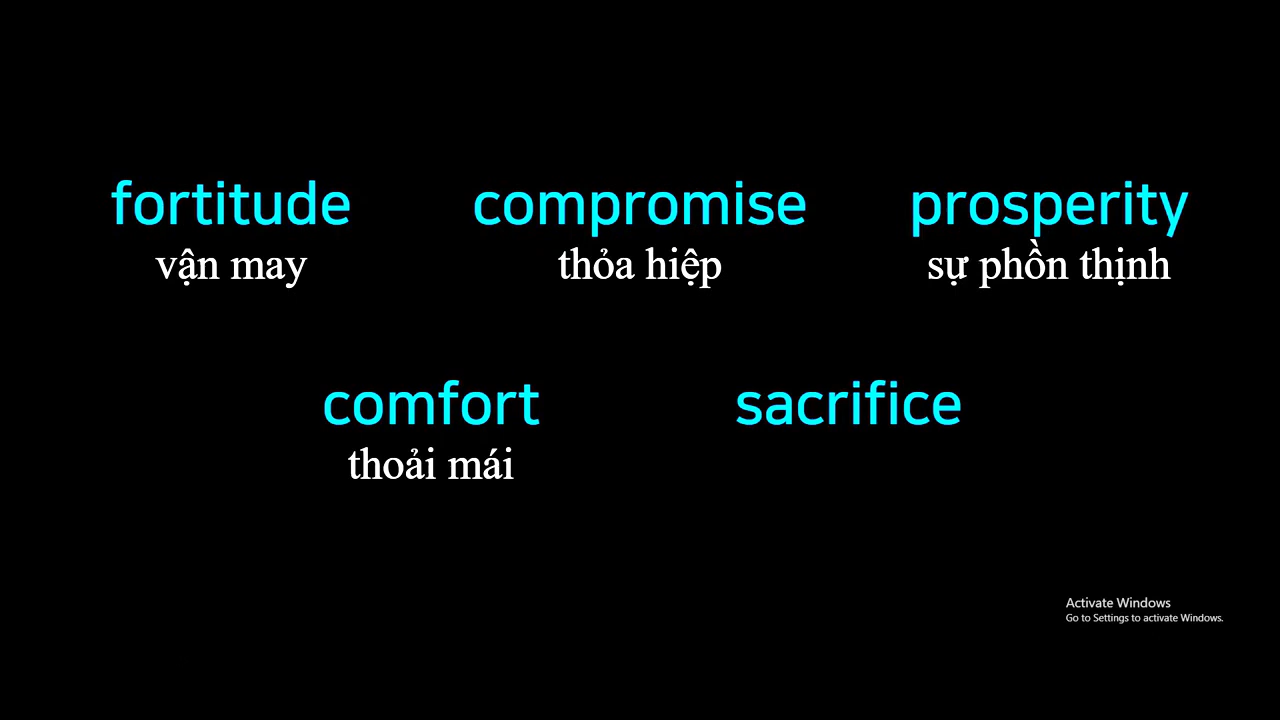 fortitude compromise prosperity
vận may thỏa hiệp sự phồn thịnh
comfort sacrifice
thoải mái
Activate Windows
Go to Settings to activate Windows.